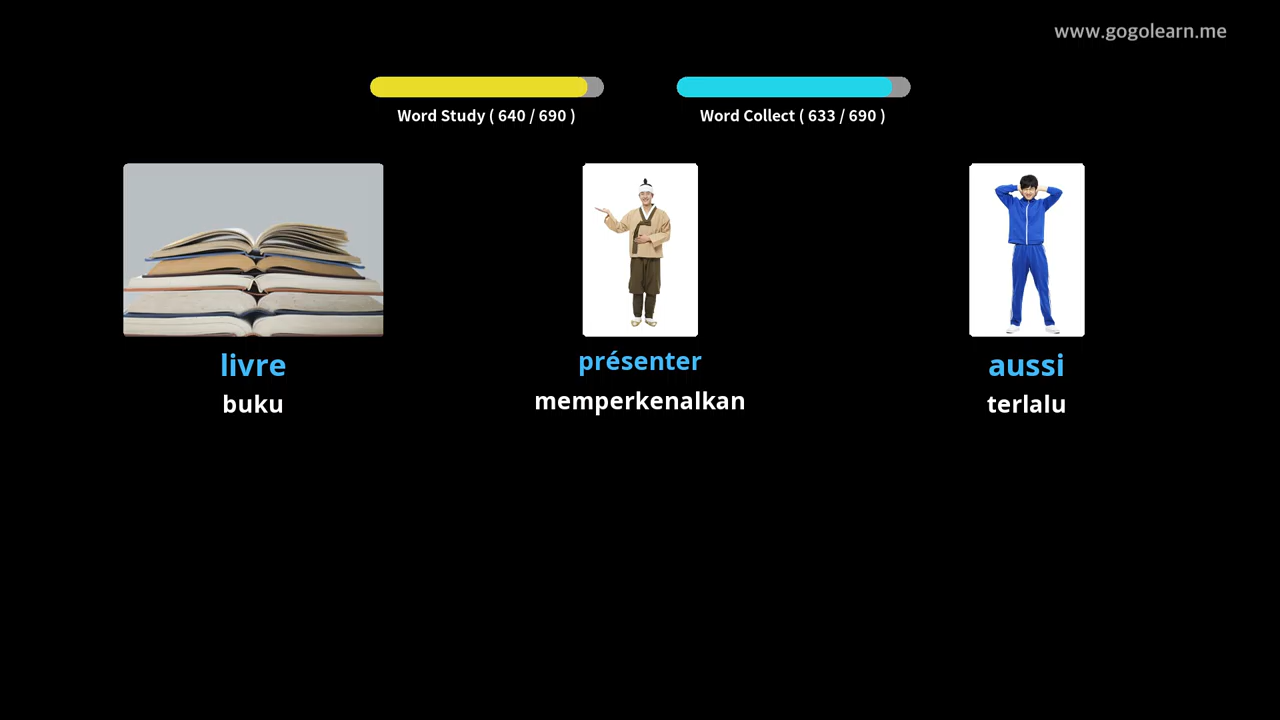 www.gogolearn.me
Word Study ( 640 / 690 )
Word Collect ( 633 / 690 )
livre
buku
présenter
memperkenalkan
aussi
terlalu